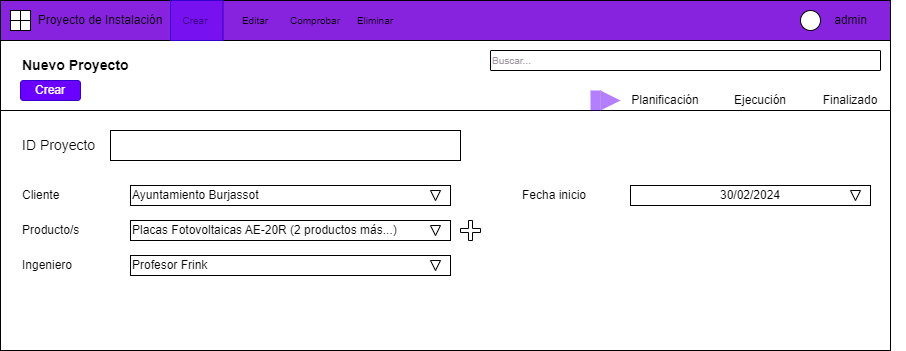 Proyecto de Instalación Crear Editar Comprobar Eliminar admin
Nuevo Proyecto
Buscar...
Crear
Planificación Ejecución Finalizado
ID Proyecto
Cliente Ayuntamiento Burjassot Fecha inicio 30/02/2024
Producto/s Placas Fotovoltaicas AE-20R (2 productos más...)
Ingeniero Profesor Frink